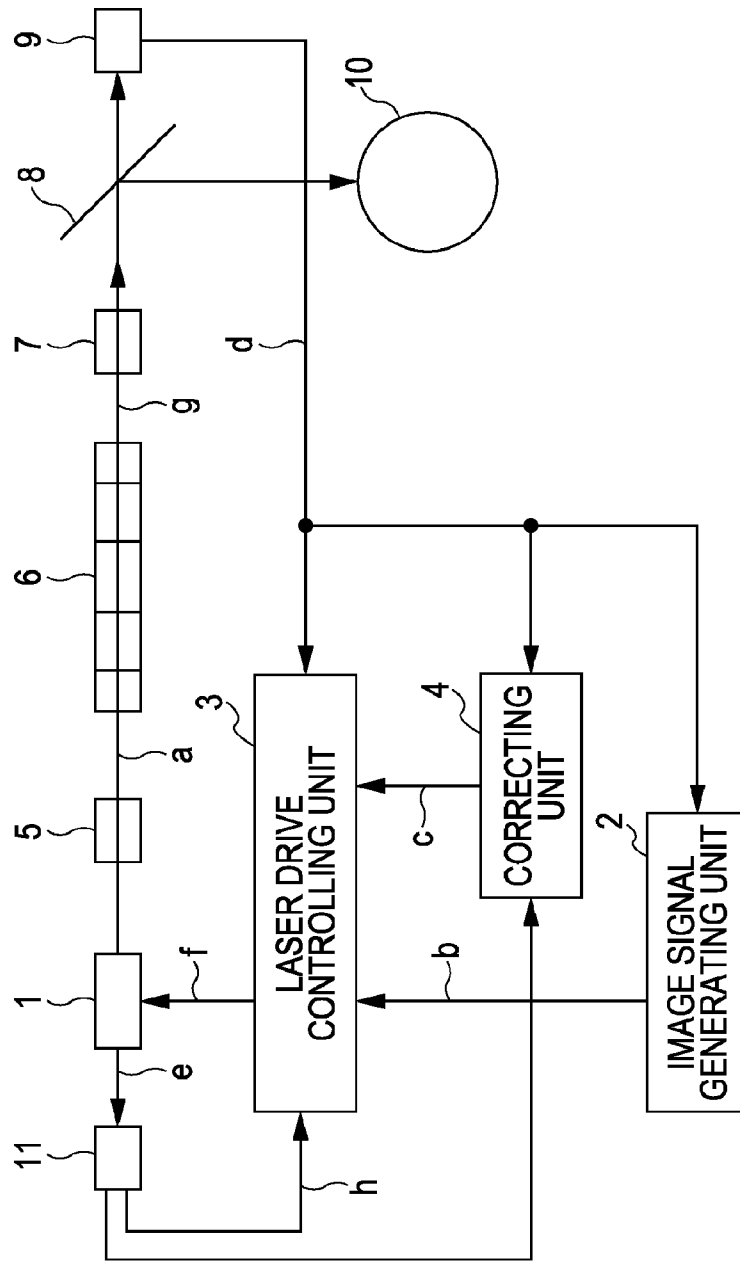 11
1
5
6
7
8
9
e
f
a
g
d
10
3
LASER DRIVE
CONTROLLING UNIT
h
c
4
CORRECTING
UNIT
b
2
IMAGE SIGNAL
GENERATING UNIT